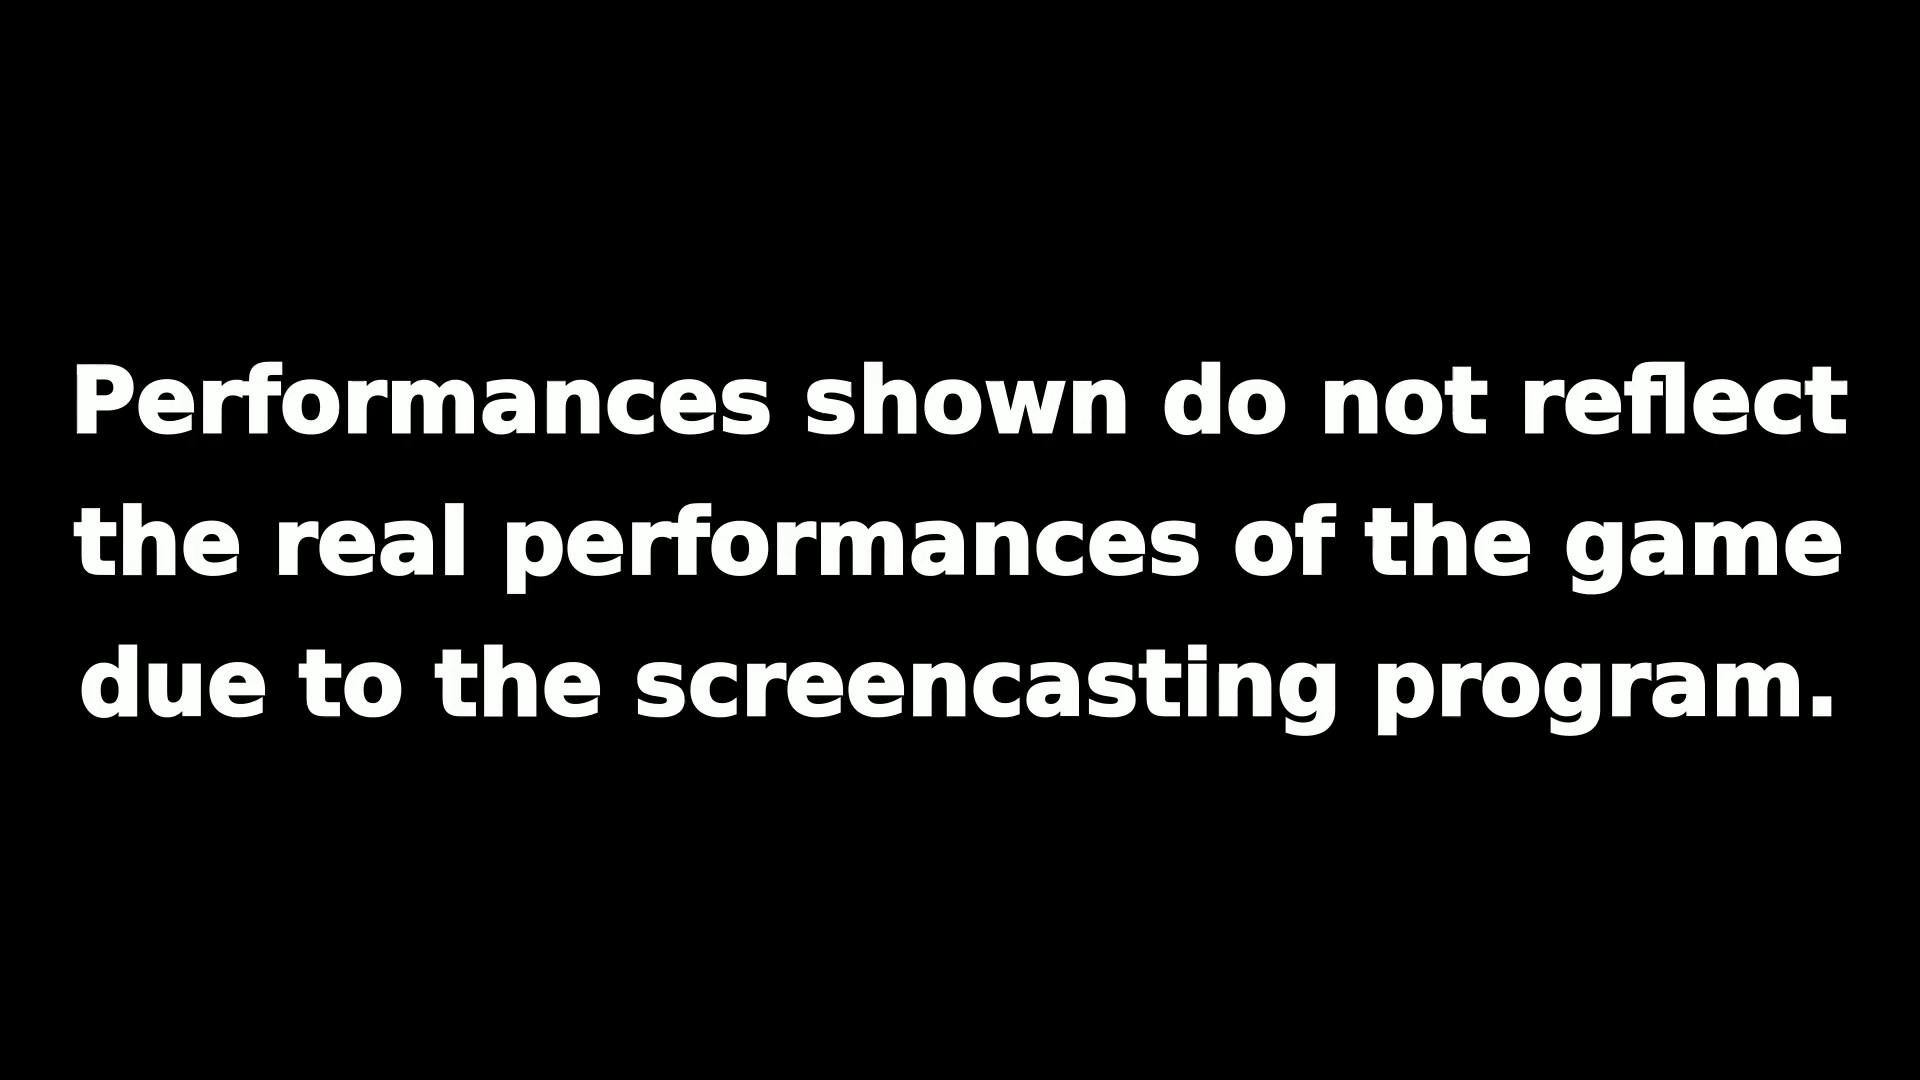 Performances shown do not reflect
the real performances of the game
due to the screencasting program.